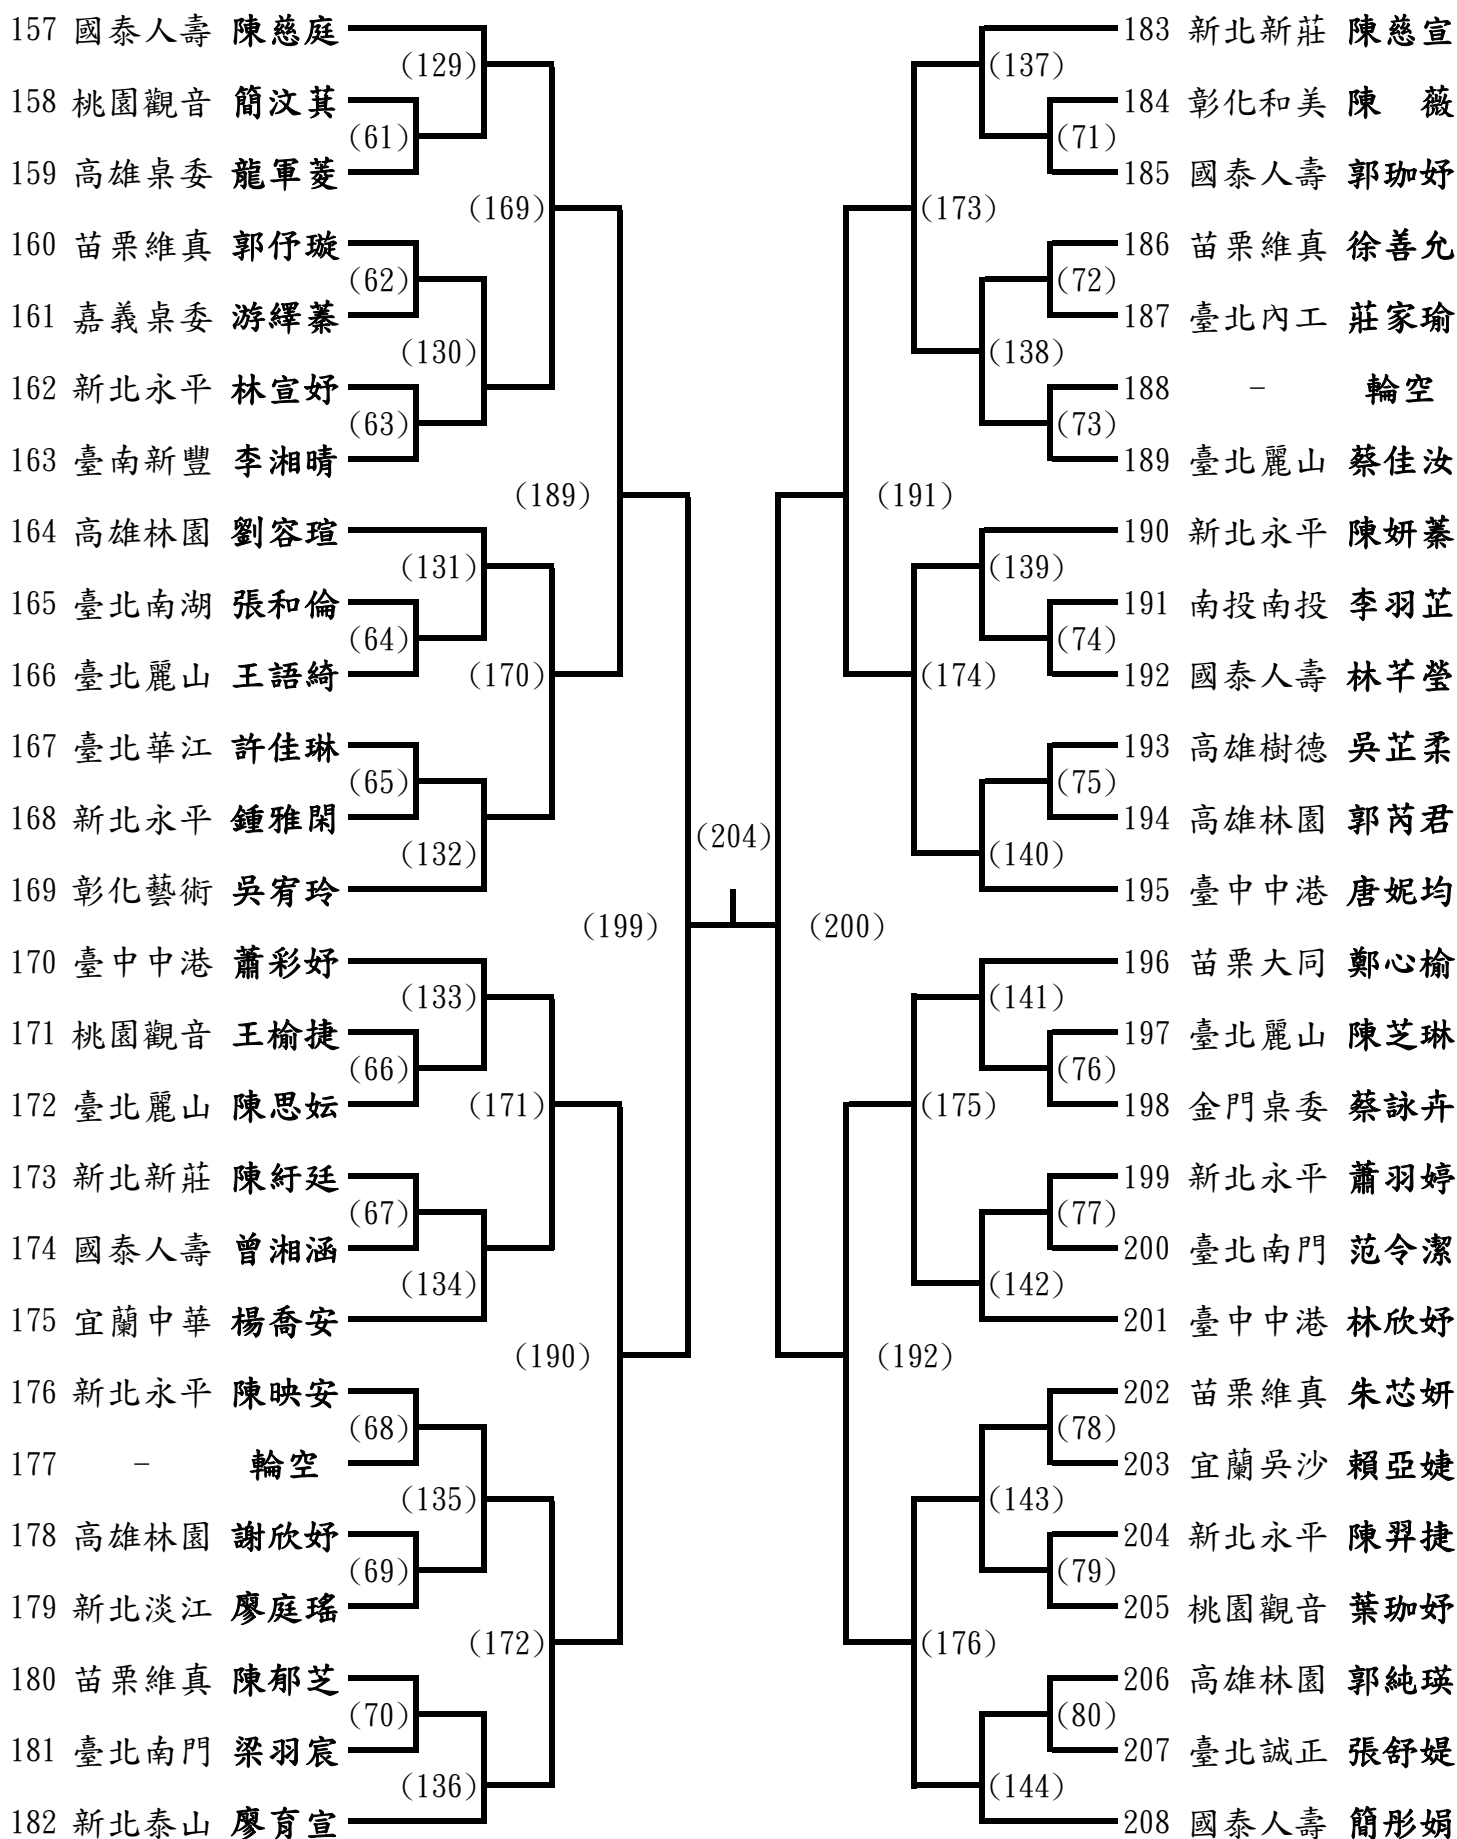 157 國泰人壽 陳慈庭
(129)
158 桃園觀音 簡汶萁
(61)
159 高雄桌委 龍軍菱
(169)
160 苗栗維真 郭伃璇
(62)
161 嘉義桌委 游繹蓁
(130)
162 新北永平 林宣妤
(63)
163 臺南新豐 李湘晴
(189)
164 高雄林園 劉容瑄
(131)
165 臺北南湖 張和倫
(64)
166 臺北麗山 王語綺
(170)
167 臺北華江 許佳琳
(65)
168 新北永平 鍾雅閑
(132)
169 彰化藝術 吳宥玲
(199)
170 臺中中港 蕭彩妤
(133)
171 桃園觀音 王榆捷
(66)
172 臺北麗山 陳思妘
(171)
173 新北新莊 陳紆廷
(67)
174 國泰人壽 曾湘涵
(134)
175 宜蘭中華 楊喬安
(190)
176 新北永平 陳映安
(68)
177 - 輪空
(135)
178 高雄林園 謝欣妤
(69)
179 新北淡江 廖庭瑤
(172)
180 苗栗維真 陳郁芝
(70)
181 臺北南門 梁羽宸
(136)
182 新北泰山 廖育宣
(204)
183 新北新莊 陳慈宣
(137)
184 彰化和美 陳　薇
(71)
185 國泰人壽 郭珈妤
(173)
186 苗栗維真 徐善允
(72)
187 臺北內工 莊家瑜
(138)
188 - 輪空
(73)
189 臺北麗山 蔡佳汝
(191)
190 新北永平 陳妍蓁
(139)
191 南投南投 李羽芷
(74)
192 國泰人壽 林芊瑩
(174)
193 高雄樹德 吳芷柔
(75)
194 高雄林園 郭芮君
(140)
195 臺中中港 唐妮均
(200)
196 苗栗大同 鄭心榆
(141)
197 臺北麗山 陳芝琳
(76)
198 金門桌委 蔡詠卉
(175)
199 新北永平 蕭羽婷
(77)
200 臺北南門 范令潔
(142)
201 臺中中港 林欣妤
(192)
202 苗栗維真 朱芯妍
(78)
203 宜蘭吳沙 賴亞婕
(143)
204 新北永平 陳羿捷
(79)
205 桃園觀音 葉珈妤
(176)
206 高雄林園 郭純瑛
(80)
207 臺北誠正 張舒媞
(144)
208 國泰人壽 簡彤娟